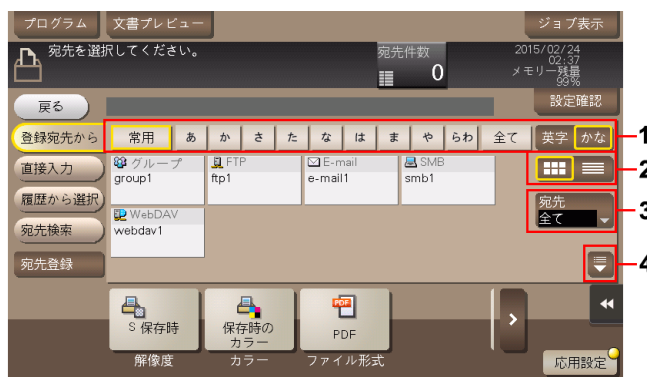 プログラム
文書プレビュー
ジョブ表示
宛先を選択してください。
宛先件数
0
2015/02/24
02:37
メモリー残量
99%
戻る
設定確認
登録宛先から
常用 あ か さ た な は ま や らわ 全て 英字 かな
1
直接入力
グループ
group1
FTP
ftp1
E-mail
e-mail1
SMB
smb1
2
履歴から選択
宛先
全て
3
WebDAV
webdav1
宛先検索
宛先登録
4
S 保存時
解像度
保存時の
カラー
カラー
PDF
PDF
ファイル形式
応用設定